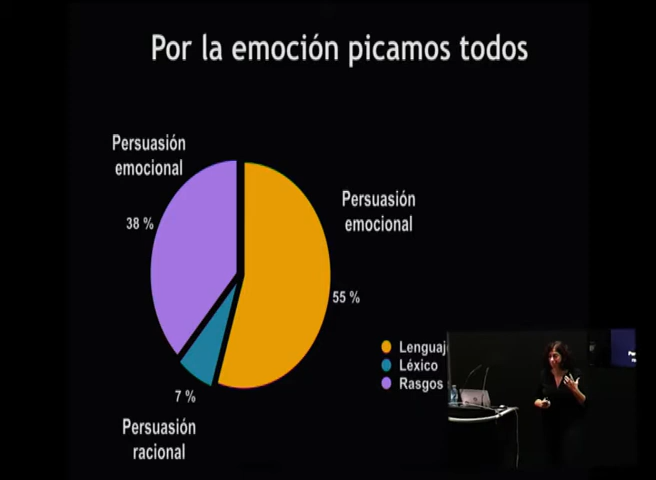 Por la emoción picamos todos
Persuasión
emocional
38 %
Persuasión
emocional
55 %
Léxico
Rasgos
7 %
Persuasión
racional